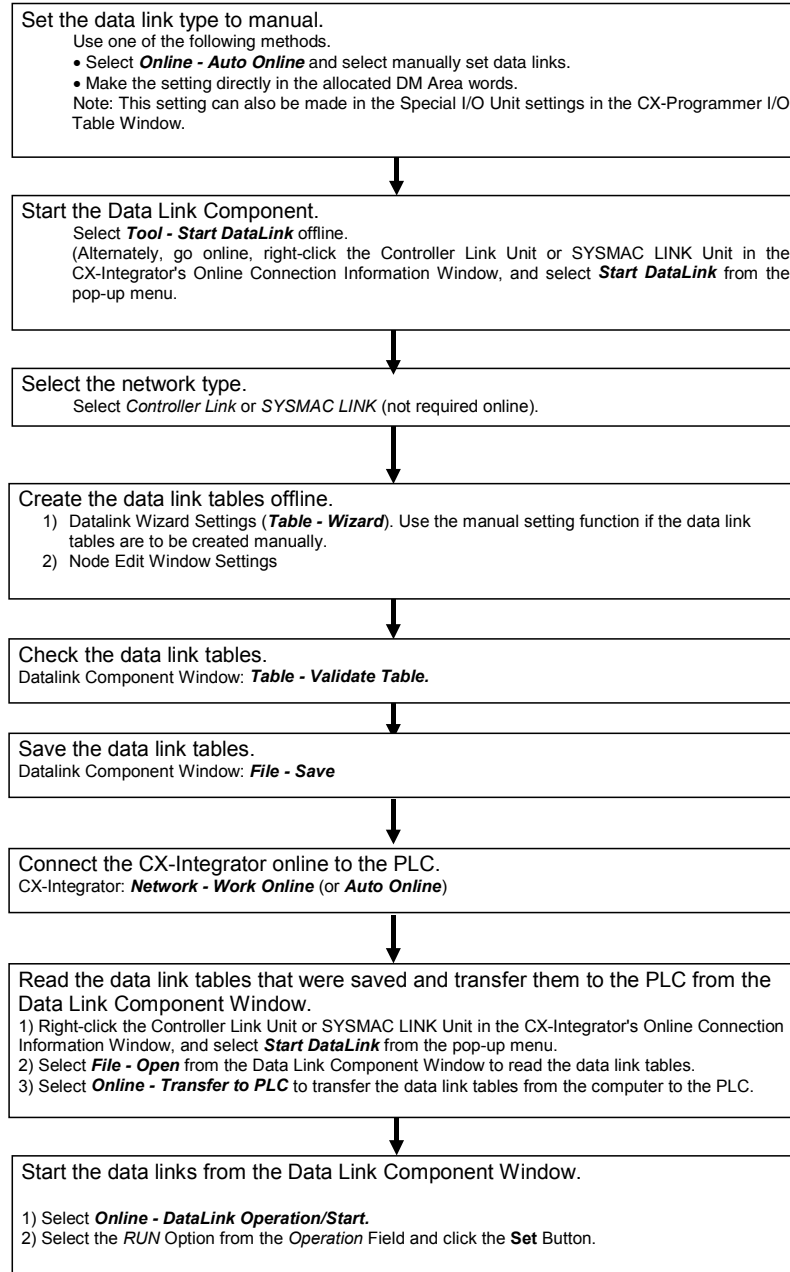 Set the data link type to manual.
Use one of the following methods.
• Select Online - Auto Online and select manually set data links.
• Make the setting directly in the allocated DM Area words.
Note: This setting can also be made in the Special I/O Unit settings in the CX-Programmer I/O
Table Window.
Start the Data Link Component.
Select Tool - Start DataLink offline.
(Alternately, go online, right-click the Controller Link Unit or SYSMAC LINK Unit in the
CX-Integrator's Online Connection Information Window, and select Start DataLink from the
pop-up menu.
Select the network type.
Select Controller Link or SYSMAC LINK (not required online).
Create the data link tables offline.
1) Datalink Wizard Settings (Table - Wizard). Use the manual setting function if the data link
tables are to be created manually.
2) Node Edit Window Settings
Check the data link tables.
Datalink Component Window: Table - Validate Table.
Save the data link tables.
Datalink Component Window: File - Save
Connect the CX-Integrator online to the PLC.
CX-Integrator: Network - Work Online (or Auto Online)
Read the data link tables that were saved and transfer them to the PLC from the
Data Link Component Window.
1) Right-click the Controller Link Unit or SYSMAC LINK Unit in the CX-Integrator's Online Connection
Information Window, and select Start DataLink from the pop-up menu.
2) Select File - Open from the Data Link Component Window to read the data link tables.
3) Select Online - Transfer to PLC to transfer the data link tables from the computer to the PLC.
Start the data links from the Data Link Component Window.
1) Select Online - DataLink Operation/Start.
2) Select the RUN Option from the Operation Field and click the Set Button.